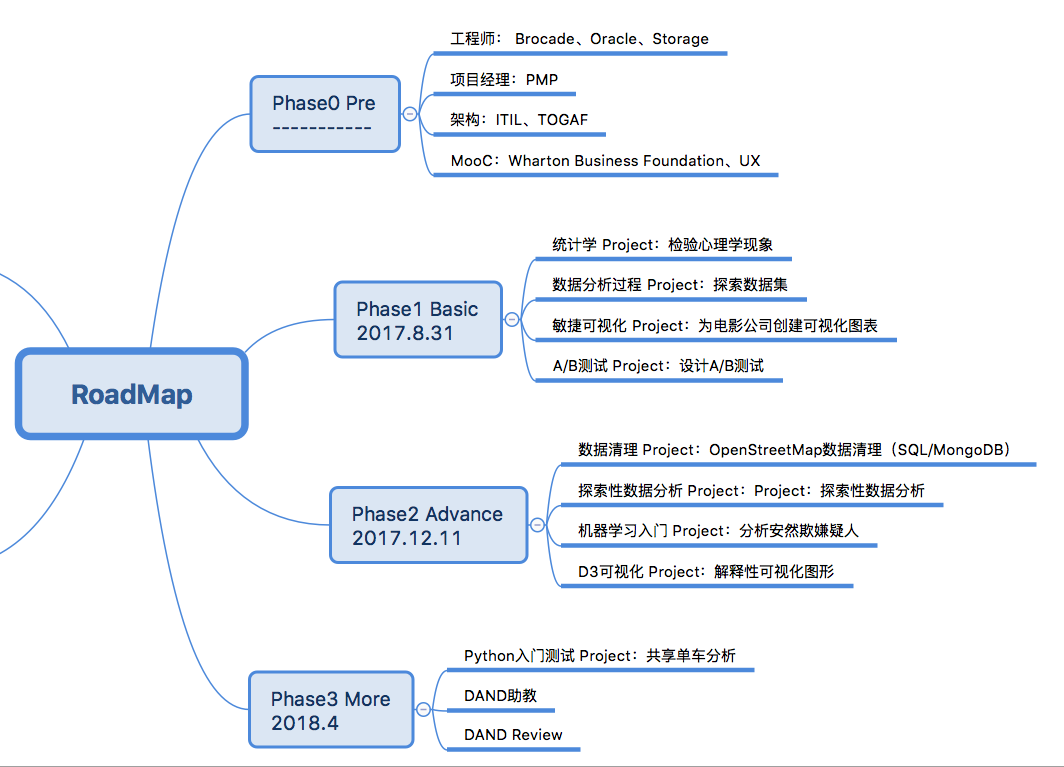 工程师： Brocade、Oracle、Storage
项目经理：PMP
Phase0 Pre
-----------
架构：ITIL、TOGAF
MooC：Wharton Business Foundation、UX
统计学 Project：检验心理学现象
数据分析过程 Project：探索数据集
Phase1 Basic
2017.8.31
敏捷可视化 Project：为电影公司创建可视化图表
A/B测试 Project：设计A/B测试
RoadMap
数据清理 Project：OpenStreetMap数据清理（SQL/MongoDB）
探索性数据分析 Project：Project：探索性数据分析
Phase2 Advance
2017.12.11
机器学习入门 Project：分析安然欺嫌疑人
D3可视化 Project：解释性可视化图形
Python入门测试 Project：共享单车分析
Phase3 More
2018.4
DAND助教
DAND Review